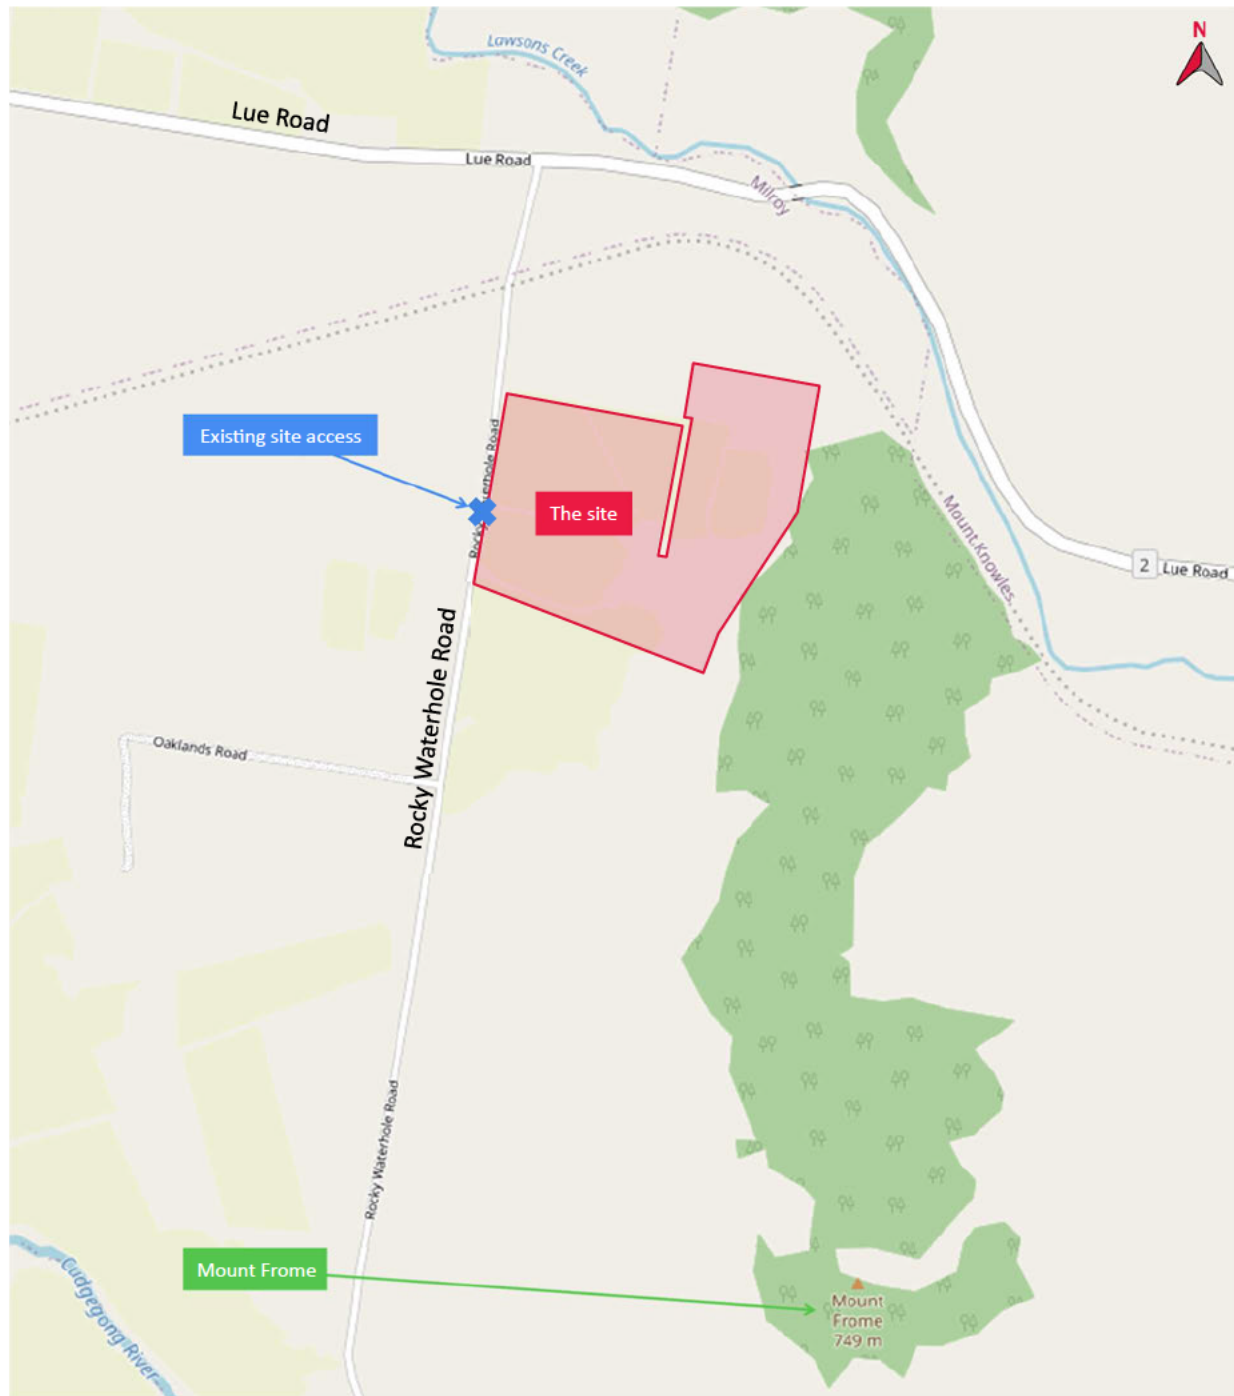 N
Lawsons Creek
Lue Road
Lue Road
Milroy
Existing site access
Rocky Waterhole Road
The site
Mount Knowles
2
Lue Road
Rocky Waterhole Road
Oaklands Road
Rocky Waterhole Road
Cudgegong River
Mount Frome
Mount
Frome
749 m